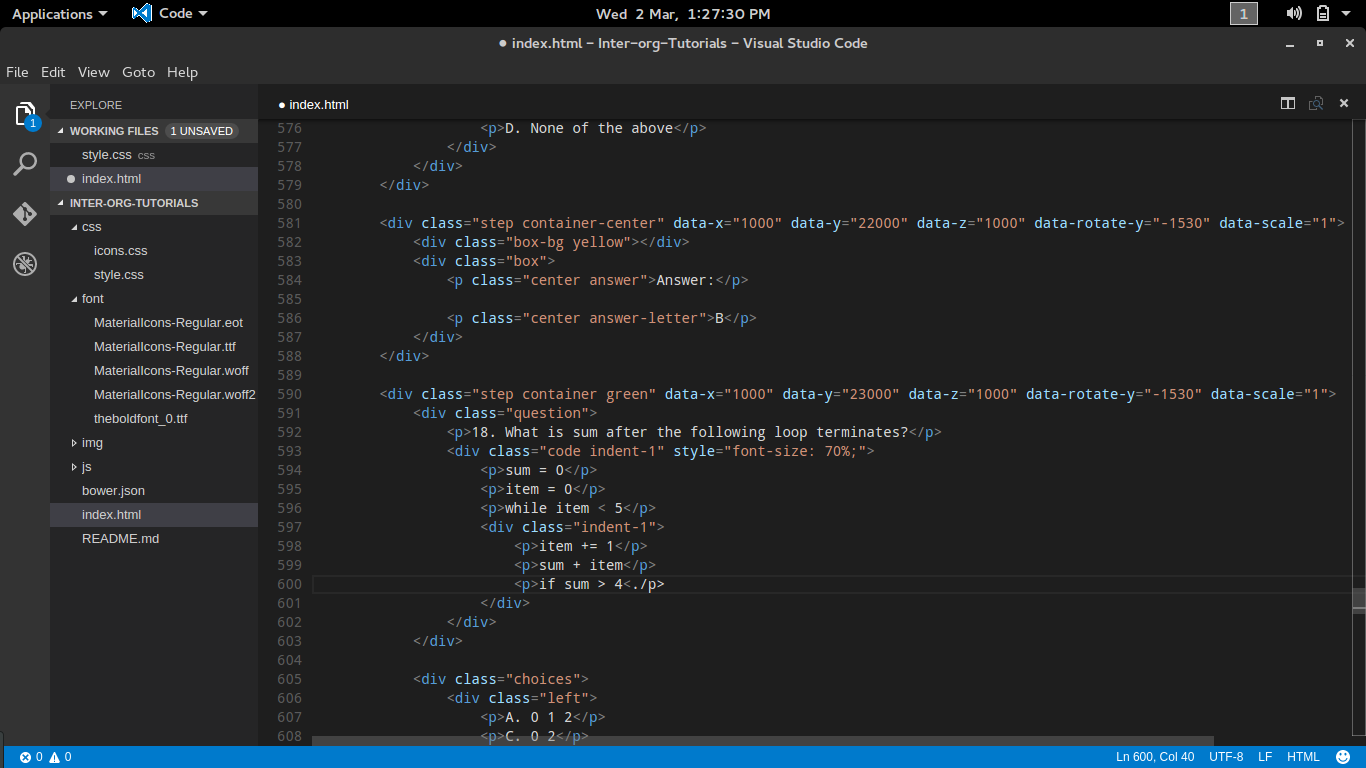 Applications Code Wed 2 Mar, 1:27:30 PM 1
● index.html – Inter-org-Tutorials – Visual Studio Code
File Edit View Goto Help
EXPLORE
1
WORKING FILES 1 UNSAVED
style.css css
index.html
INTER-ORG-TUTORIALS
css
icons.css
style.css
font
MaterialIcons-Regular.eot
MaterialIcons-Regular.ttf
MaterialIcons-Regular.woff
MaterialIcons-Regular.woff2
theboldfont_0.ttf
img
js
bower.json
index.html
README.md
● index.html
576 <p>D. None of the above</p>
577 </div>
578 </div>
579 </div>
580
581 <div class="step container-center" data-x="1000" data-y="22000" data-z="1000" data-rotate-y="-1530" data-scale="1">
582 <div class="box-bg yellow"></div>
583 <div class="box">
584 <p class="center answer">Answer:</p>
585
586 <p class="center answer-letter">B</p>
587 </div>
588 </div>
589
590 <div class="step container green" data-x="1000" data-y="23000" data-z="1000" data-rotate-y="-1530" data-scale="1">
591 <div class="question">
592 <p>18. What is sum after the following loop terminates?</p>
593 <div class="code indent-1" style="font-size: 70%;">
594 <p>sum = 0</p>
595 <p>item = 0</p>
596 <p>while item < 5</p>
597 <div class="indent-1">
598 <p>item += 1</p>
599 <p>sum + item</p>
600 <p>if sum > 4<./p>
601 </div>
602 </div>
603 </div>
604
605 <div class="choices">
606 <div class="left">
607 <p>A. 0 1 2</p>
608 <p>C. 0 2</p>
0 0 Ln 600, Col 40 UTF-8 LF HTML